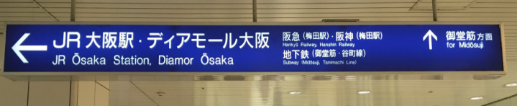 JR 大阪駅・ディアモール大阪
JR Ōsaka Station, Diamor Ōsaka
阪急(梅田駅)・阪神(梅田駅)
Hankyū Railway, Hanshin Railway
地下鉄(御堂筋・谷町線)
Subway (Midōsuji, Tanimachi Line)
御堂筋方面
for Midōsuji